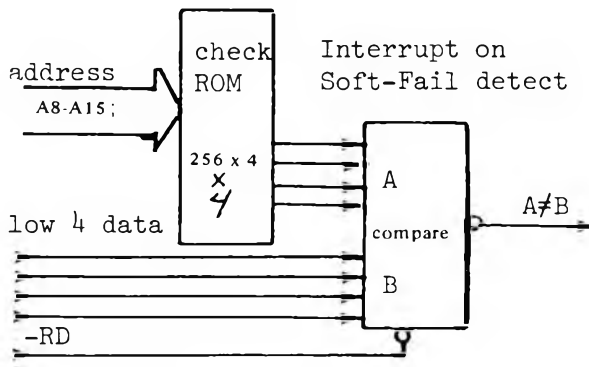 check
ROM
Interrupt on
Soft-Fail detect
address
A8-A15;
256 x 4
x
4
A
A≠B
low 4 data
compare
B
-RD